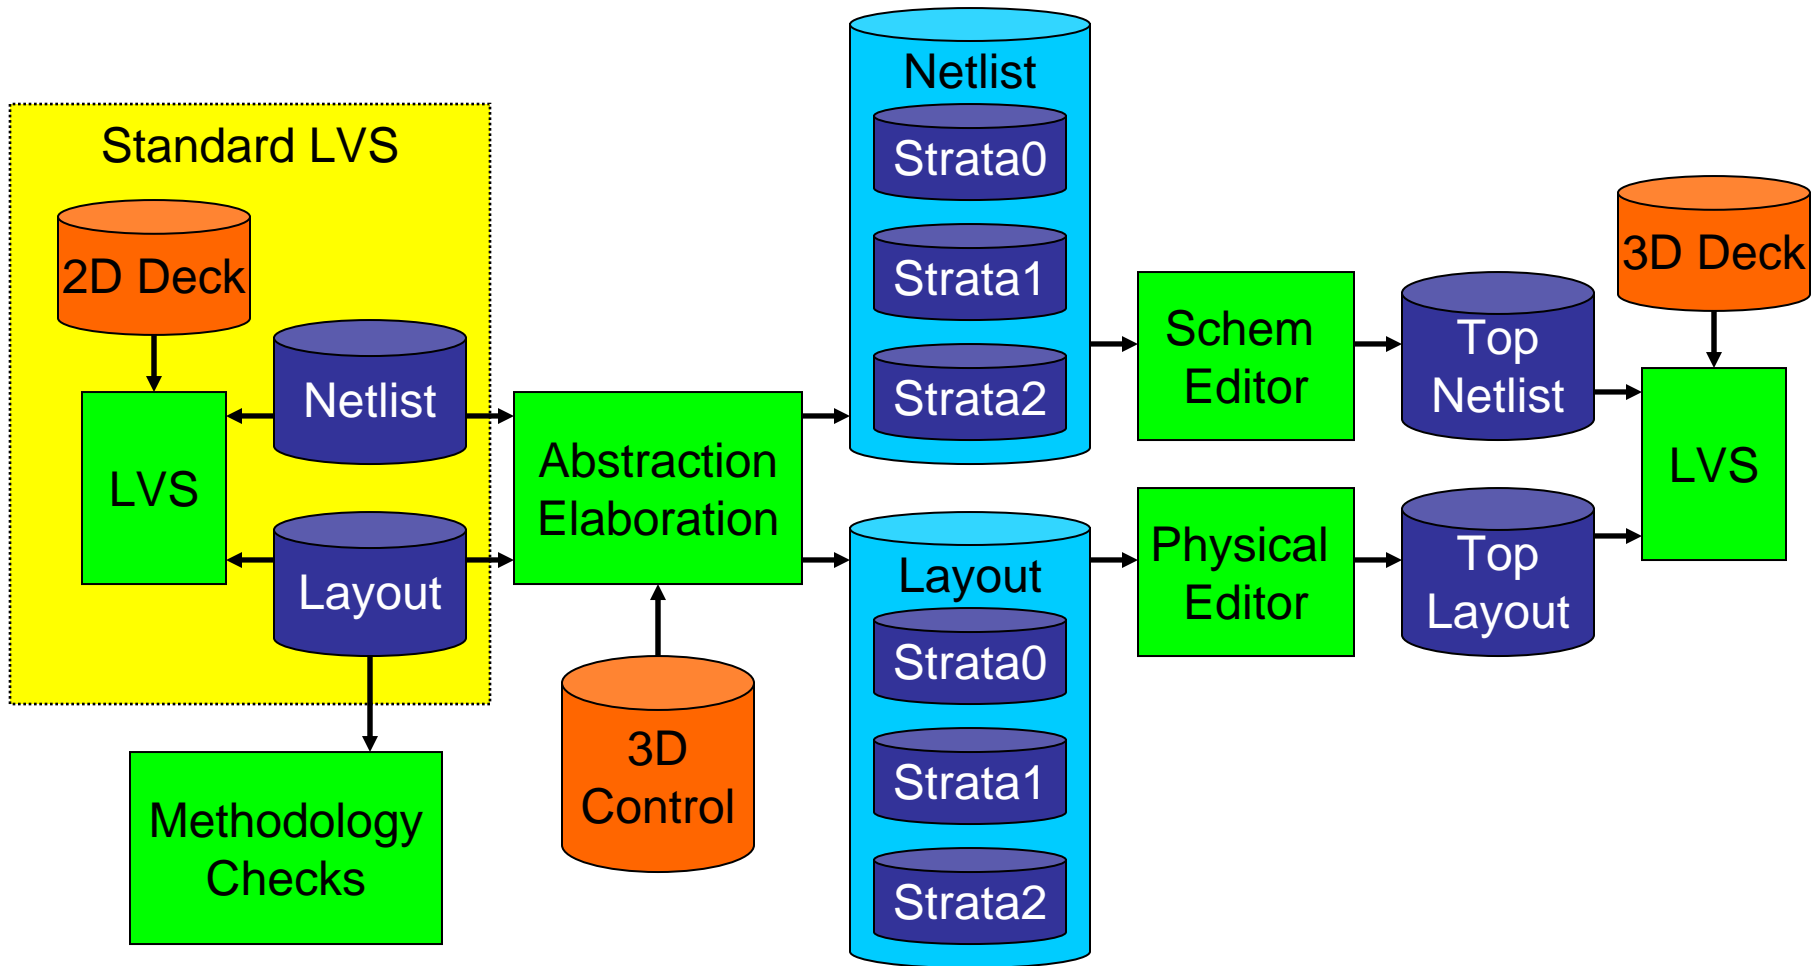 Standard LVS
2D Deck
Netlist
LVS
Layout
Methodology
Checks
Abstraction
Elaboration
3D
Control
Netlist
Strata0
Strata1
Strata2
Layout
Strata0
Strata1
Strata2
Schem
Editor
Physical
Editor
Top
Netlist
Top
Layout
3D Deck
LVS